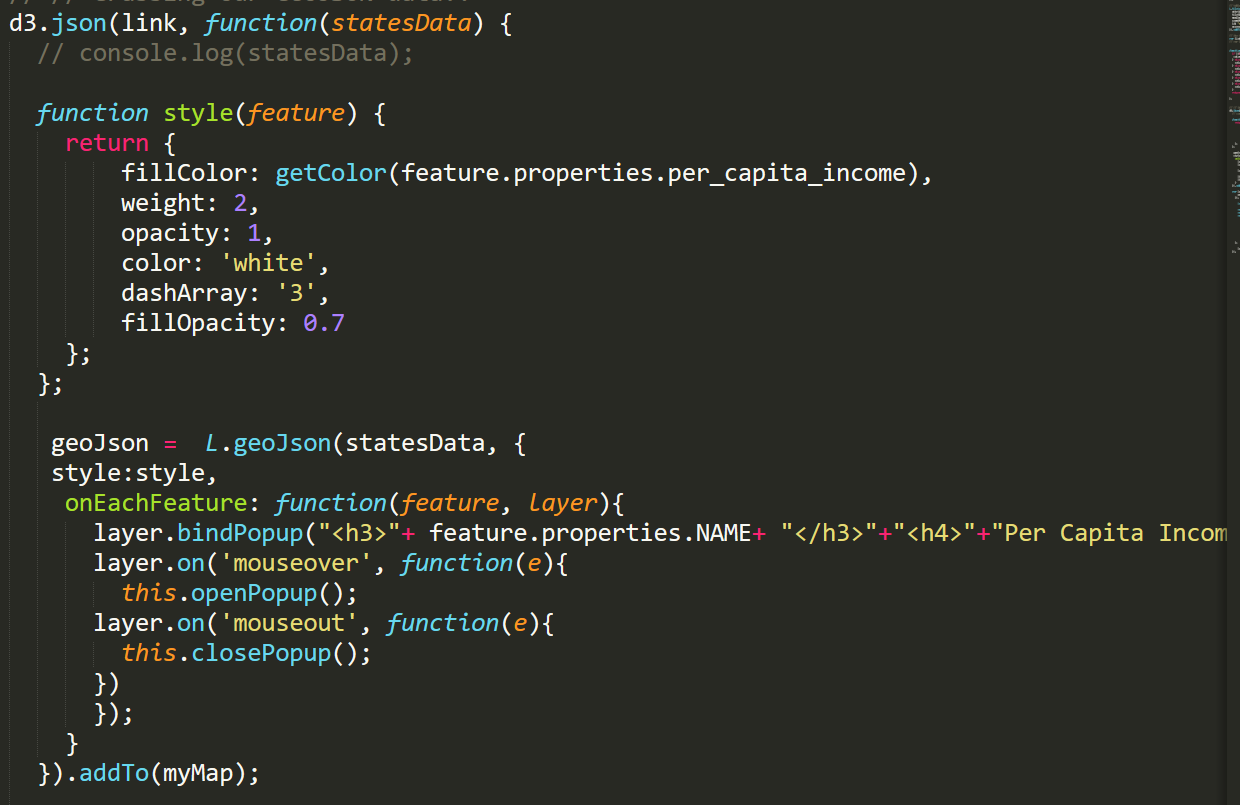 d3.json(link, function(statesData) {
// console.log(statesData);
function style(feature) {
return {
fillColor: getColor(feature.properties.per_capita_income),
weight: 2,
opacity: 1,
color: 'white',
dashArray: '3',
fillOpacity: 0.7
};
};
geoJson =  L.geoJson(statesData, {
style:style,
onEachFeature: function(feature, layer){
layer.bindPopup("<h3>"+ feature.properties.NAME+ "</h3>"+"<h4>"+"Per Capita Incom
layer.on('mouseover', function(e){
this.openPopup();
layer.on('mouseout', function(e){
this.closePopup();
})
});
}
}).addTo(myMap);